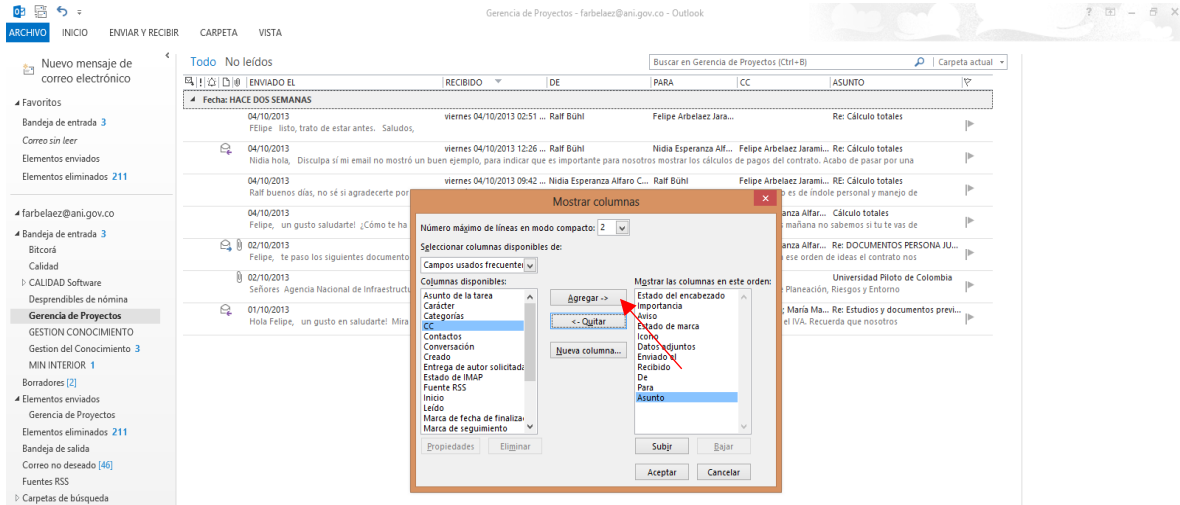 Gerencia de Proyectos - farbelaez@ani.gov.co - Outlook
ARCHIVO INICIO ENVIAR Y RECIBIR CARPETA VISTA
Nuevo mensaje de
correo electrónico
Favoritos
Bandeja de entrada 3
Correo sin leer
Elementos enviados
Elementos eliminados 211
farbelaez@ani.gov.co
Bandeja de entrada 3
Bitcorá
Calidad
CALIDAD Software
Desprendibles de nómina
Gerencia de Proyectos
GESTION CONOCIMIENTO
Gestion del Conocimiento 3
MIN INTERIOR 1
Borradores [2]
Elementos enviados
Gerencia de Proyectos
Elementos eliminados 211
Bandeja de salida
Correo no deseado [46]
Fuentes RSS
Carpetas de búsqueda
Todo No leídos
Buscar en Gerencia de Proyectos (Ctrl+B) Carpeta actual
ENVIADO EL RECIBIDO DE PARA CC ASUNTO
Fecha: HACE DOS SEMANAS
04/10/2013 viernes 04/10/2013 02:51 ... Ralf Bühl Felipe Arbelaez Jara... Re: Cálculo totales
FElipe listo, trato de estar antes. Saludos,
04/10/2013 viernes 04/10/2013 12:26 ... Ralf Bühl Nidia Esperanza Alf... Felipe Arbelaez Jarami... Re: Cálculo totales
Nidia hola, Disculpa sí mi email no mostró un buen ejemplo, para indicar que es importante para nosotros mostrar los cálculos de pagos del contrato. Acabo de pasar por una
04/10/2013 viernes 04/10/2013 09:42 ... Nidia Esperanza Alfaro C... Ralf Bühl Felipe Arbelaez Jarami... RE: Cálculo totales
Ralf buenos días, no sé si agradecerte por o es de índole personal y manejo de
04/10/2013 anza Alfar... Cálculo totales
Felipe, un gusto saludarte! ¿Cómo te ha mañana no sabemos si tu te vas de
02/10/2013 anza Alfar... Re: DOCUMENTOS PERSONA JU...
Felipe, te paso los siguientes documento ese orden de ideas el contrato nos
02/10/2013 Universidad Piloto de Colombia
Señores Agencia Nacional de Infraestructu Planeación, Riesgos y Entorno
01/10/2013 ; María Ma... Re: Estudios y documentos previ...
Hola Felipe, un gusto en saludarte! Mira el IVA. Recuerda que nosotros
Mostrar columnas
Número máximo de líneas en modo compacto: 2
Seleccionar columnas disponibles de:
Campos usados frecuente
Columnas disponibles:
Asunto de la tarea
Carácter
Categorías
CC
Contactos
Conversación
Creado
Entrega de autor solicitada
Estado de IMAP
Fuente RSS
Inicio
Leído
Marca de fecha de finaliza
Marca de seguimiento
Propiedades Eliminar
Agregar ->
<- Quitar
Nueva columna...
Mostrar las columnas en este orden:
Estado del encabezado
Importancia
Aviso
Estado de marca
Icono
Datos adjuntos
Enviado el
Recibido
De
Para
Asunto
Subir Bajar
Aceptar Cancelar